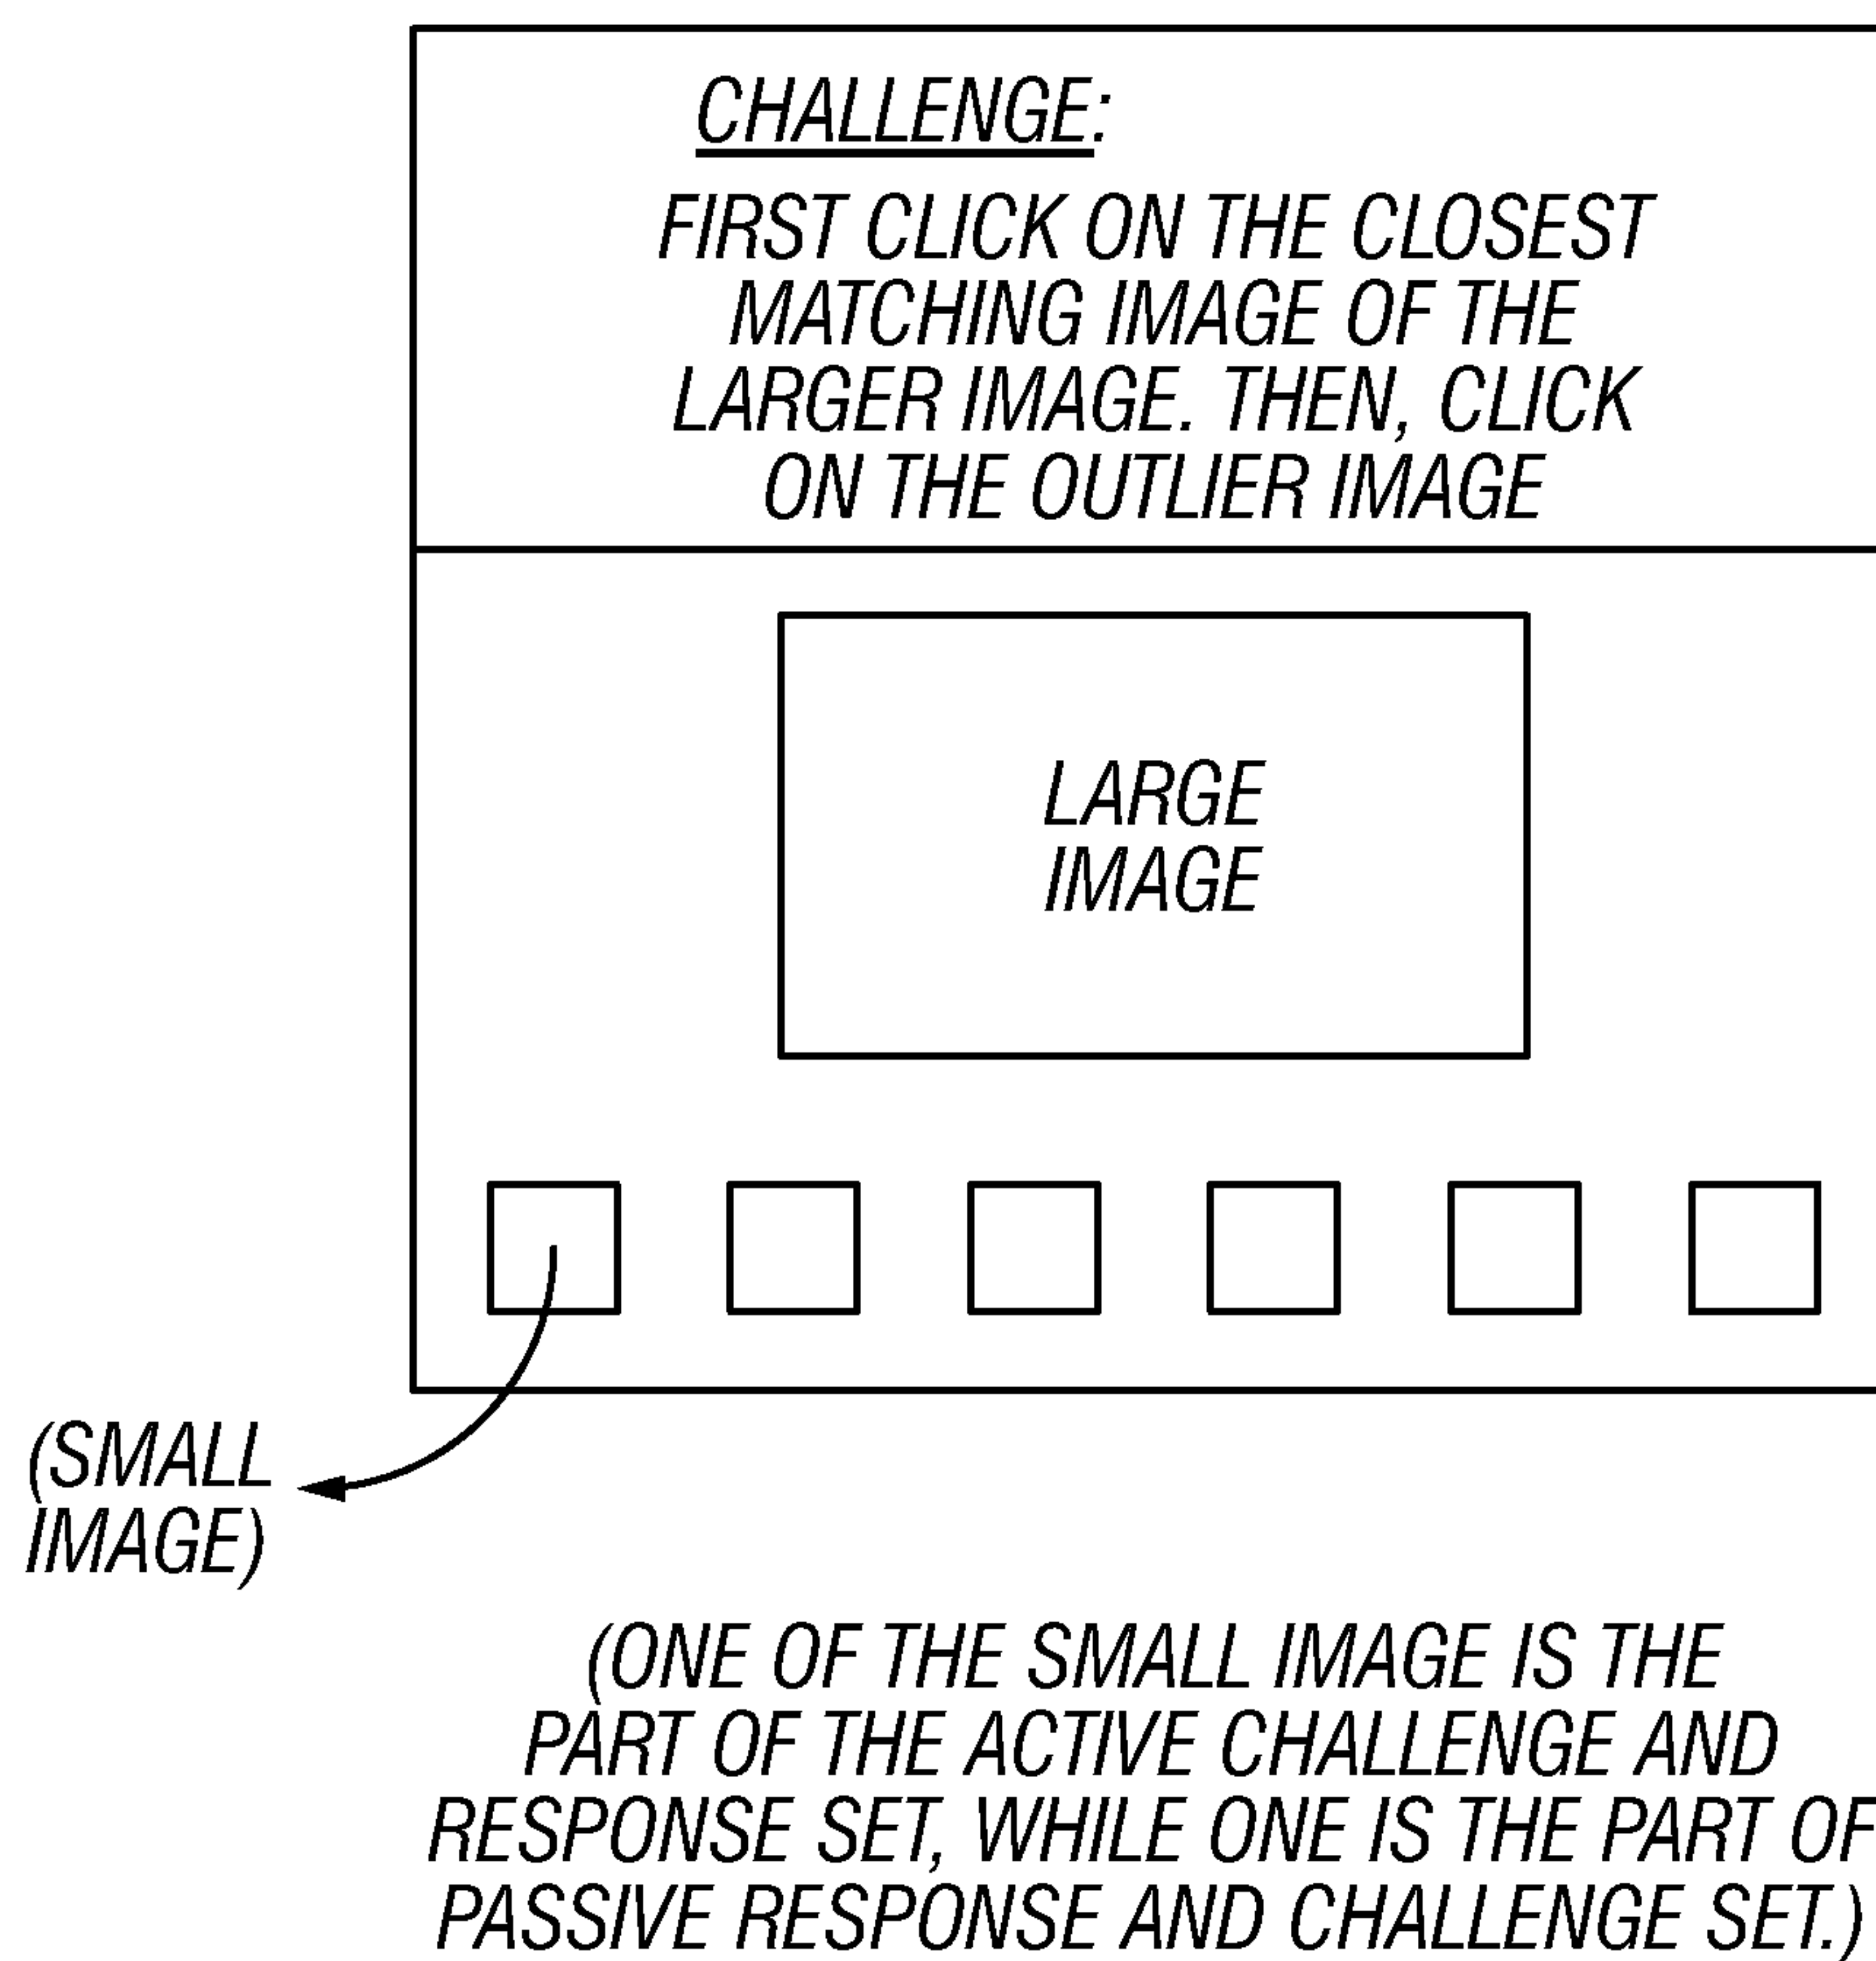 CHALLENGE:
FIRST CLICK ON THE CLOSEST
MATCHING IMAGE OF THE
LARGER IMAGE. THEN, CLICK
ON THE OUTLIER IMAGE
LARGE
IMAGE
(SMALL
IMAGE)
(ONE OF THE SMALL IMAGE IS THE
PART OF THE ACTIVE CHALLENGE AND
RESPONSE SET, WHILE ONE IS THE PART OF
PASSIVE RESPONSE AND CHALLENGE SET.)